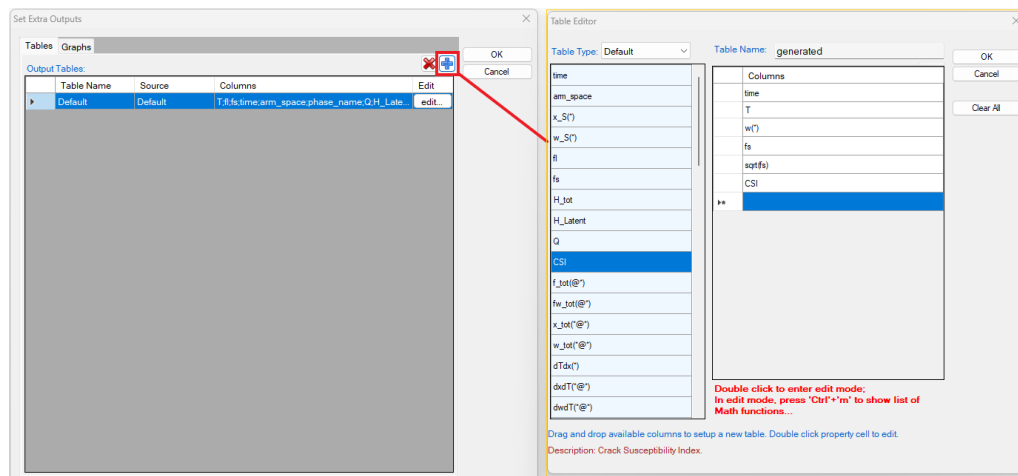 Set Extra Outputs
Tables Graphs
Output Tables:
Table Name Source Columns Edit
Default Default T;fl;fs;time;arm_space;phase_name;Q;H_Late... edit...
OK
Cancel
Table Editor
Table Type: Default
Table Name: generated
time
arm_space
x_S(*)
w_S(*)
fl
fs
H_tot
H_Latent
Q
CSI
f_tot(@*)
fw_tot(@*)
x_tot(*@*)
w_tot(*@*)
dTdx(*)
dxdT(*@*)
dwdT(*@*)
Columns
time
T
w(*)
fs
sqrt(fs)
CSI
OK
Cancel
Clear All
Double click to enter edit mode;
In edit mode, press 'Ctrl'+'m' to show list of
Math functions...
Drag and drop available columns to setup a new table. Double click property cell to edit.
Description: Crack Susceptibility Index.